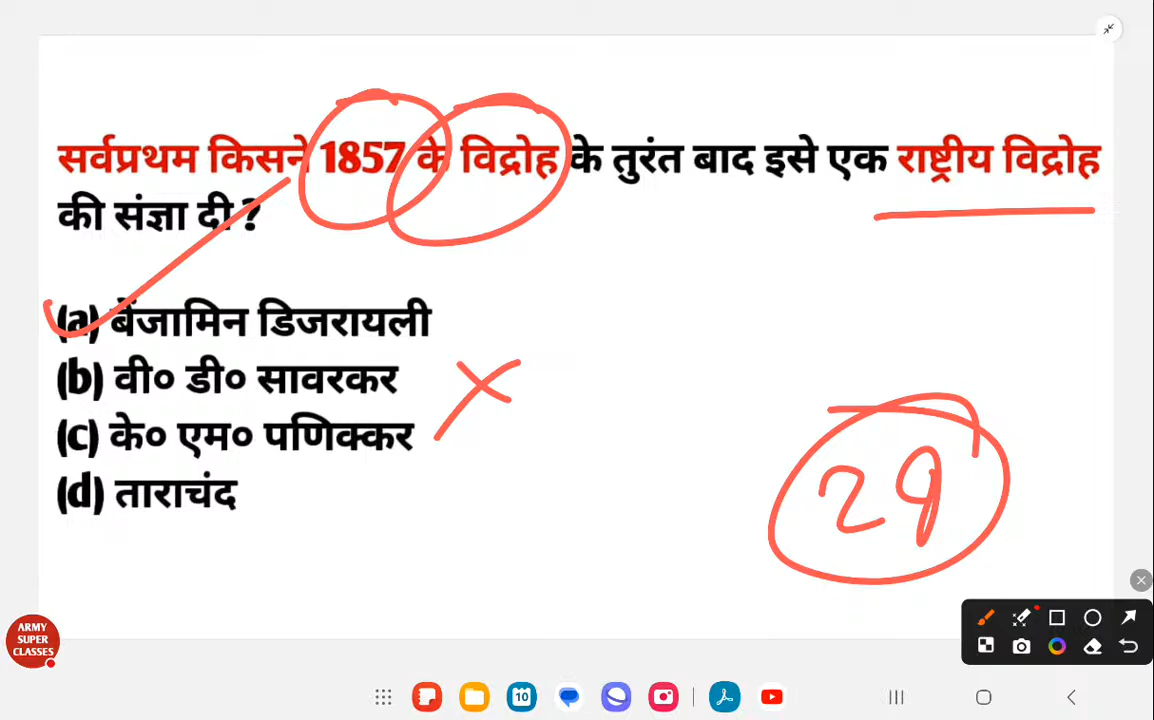 सर्वप्रथम किसने 1857 के विद्रोह के तुरंत बाद इसे एक राष्ट्रीय विद्रोह
की संज्ञा दी ?
(a) बेंजामिन डिजरायली
(b) वी० डी० सावरकर
(c) के० एम० पणिक्कर
(d) ताराचंद
29
ARMY
SUPER
CLASSES
10